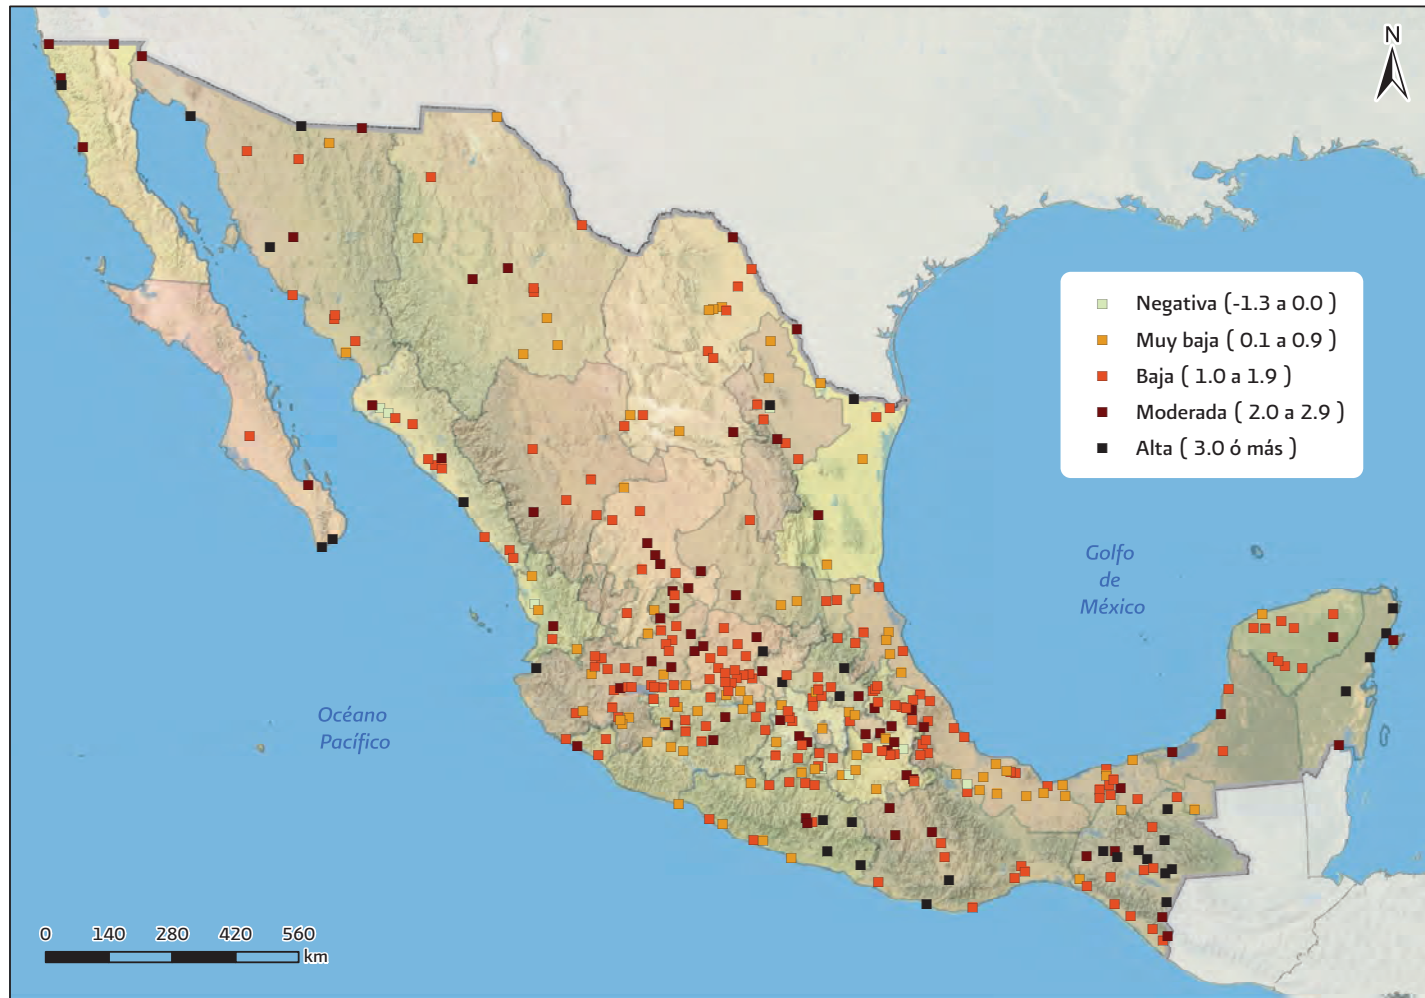 N
Negativa (-1.3 a 0.0 )
Muy baja ( 0.1 a 0.9 )
Baja ( 1.0 a 1.9 )
Moderada ( 2.0 a 2.9 )
Alta ( 3.0 ó más )
Golfo
de
México
Océano
Pacífico
0 140 280 420 560
km